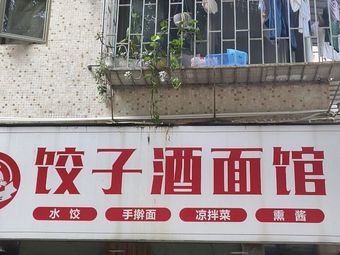 饺子酒面馆
水饺 手擀面 凉拌菜 熏酱